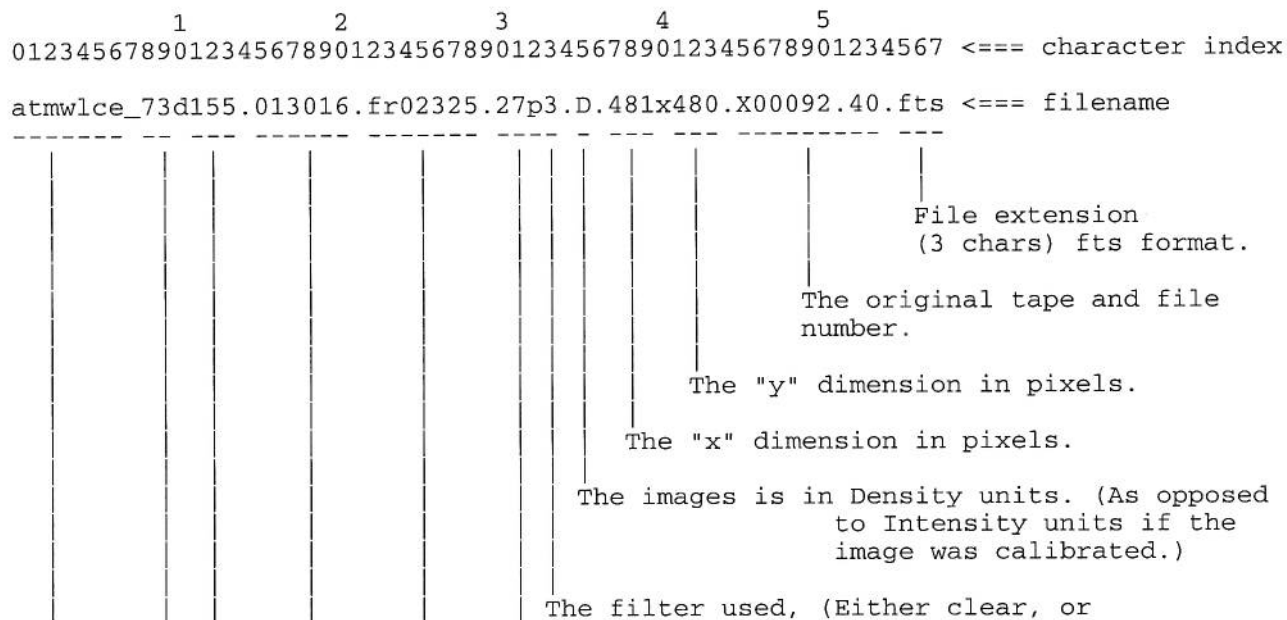 1         2         3         4         5
0123456789012345678901234567890123456789012345678901234567 <=== character index
atmwlce_73d155.013016.fr02325.27p3.D.481x480.X00092.40.fts <=== filename
------- -- --- ------ ------- ---- - --- --- --------- ---
File extension
(3 chars) fts format.
The original tape and file
number.
The "y" dimension in pixels.
The "x" dimension in pixels.
The images is in Density units. (As opposed
to Intensity units if the
image was calibrated.)
The filter used, (Either clear, or